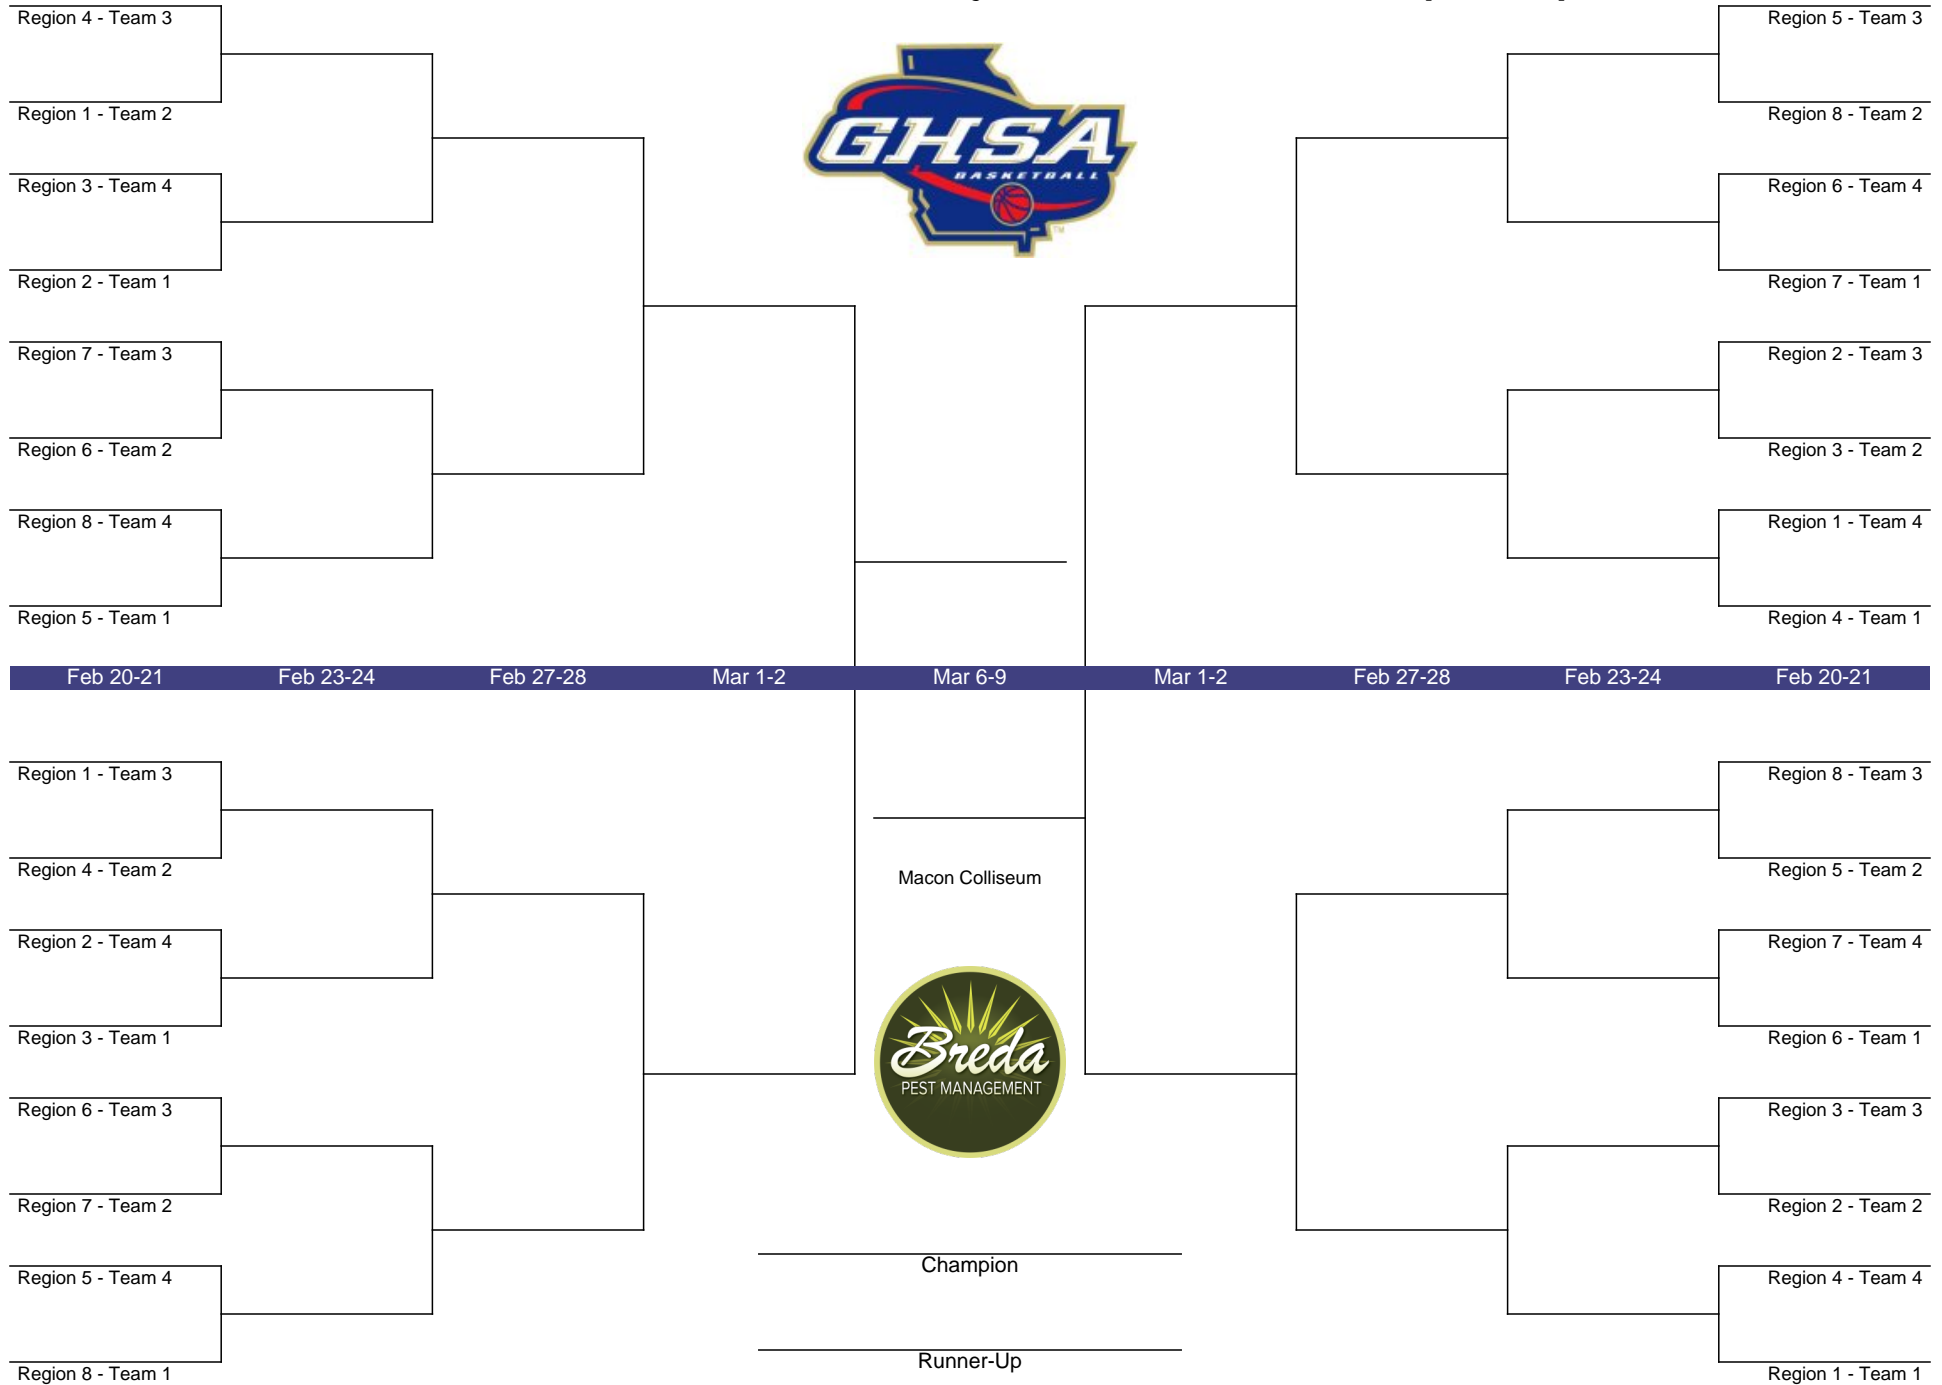 Region 4 - Team 3
Region 1 - Team 2
Region 3 - Team 4
Region 2 - Team 1
Region 7 - Team 3
Region 6 - Team 2
Region 8 - Team 4
Region 5 - Team 1
GHSA
BASKETBALL
TM
Region 5 - Team 3
Region 8 - Team 2
Region 6 - Team 4
Region 7 - Team 1
Region 2 - Team 3
Region 3 - Team 2
Region 1 - Team 4
Region 4 - Team 1
Feb 20-21 Feb 23-24 Feb 27-28 Mar 1-2 Mar 6-9 Mar 1-2 Feb 27-28 Feb 23-24 Feb 20-21
Region 1 - Team 3
Region 4 - Team 2
Region 2 - Team 4
Region 3 - Team 1
Region 6 - Team 3
Region 7 - Team 2
Region 5 - Team 4
Region 8 - Team 1
Macon Colliseum
Breda
PEST MANAGEMENT
Champion
Runner-Up
Region 8 - Team 3
Region 5 - Team 2
Region 7 - Team 4
Region 6 - Team 1
Region 3 - Team 3
Region 2 - Team 2
Region 4 - Team 4
Region 1 - Team 1